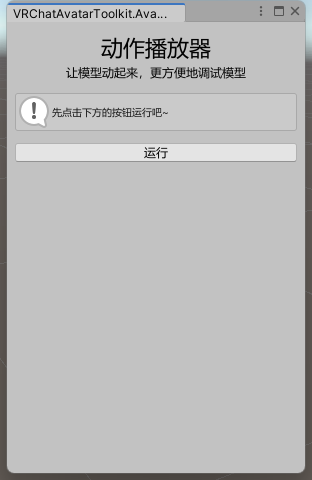 VRChatAvatarToolkit.Ava...
动作播放器
让模型动起来，更方便地调试模型
先点击下方的按钮运行吧~
运行